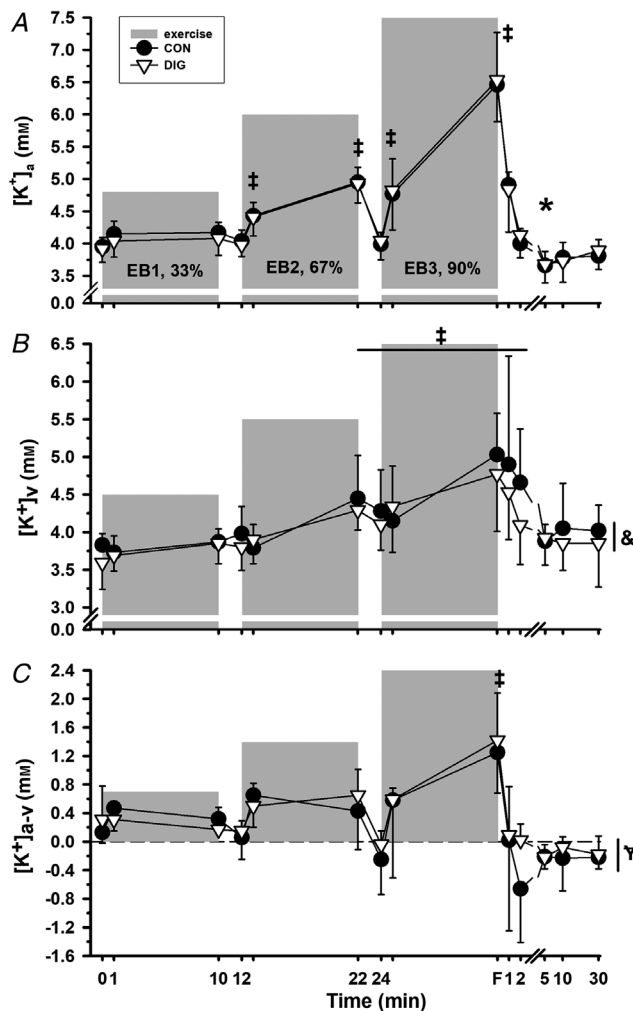 A
7.5
7.0
6.5
6.0
5.5
5.0
4.5
4.0
3.5
0.0
[K+]a (mM)
exercise
CON
DIG
‡
‡
‡
‡
*
EB1, 33%
EB2, 67%
EB3, 90%
B
6.5
6.0
5.5
5.0
4.5
4.0
3.5
3.0
0.0
[K+]v (mM)
‡
&
C
2.4
2.0
1.6
1.2
0.8
0.4
0.0
-0.4
-0.8
-1.2
-1.6
[K+]a-v (mM)
‡
0 1 10 12 22 24 F 1 2 5 10 30
Time (min)